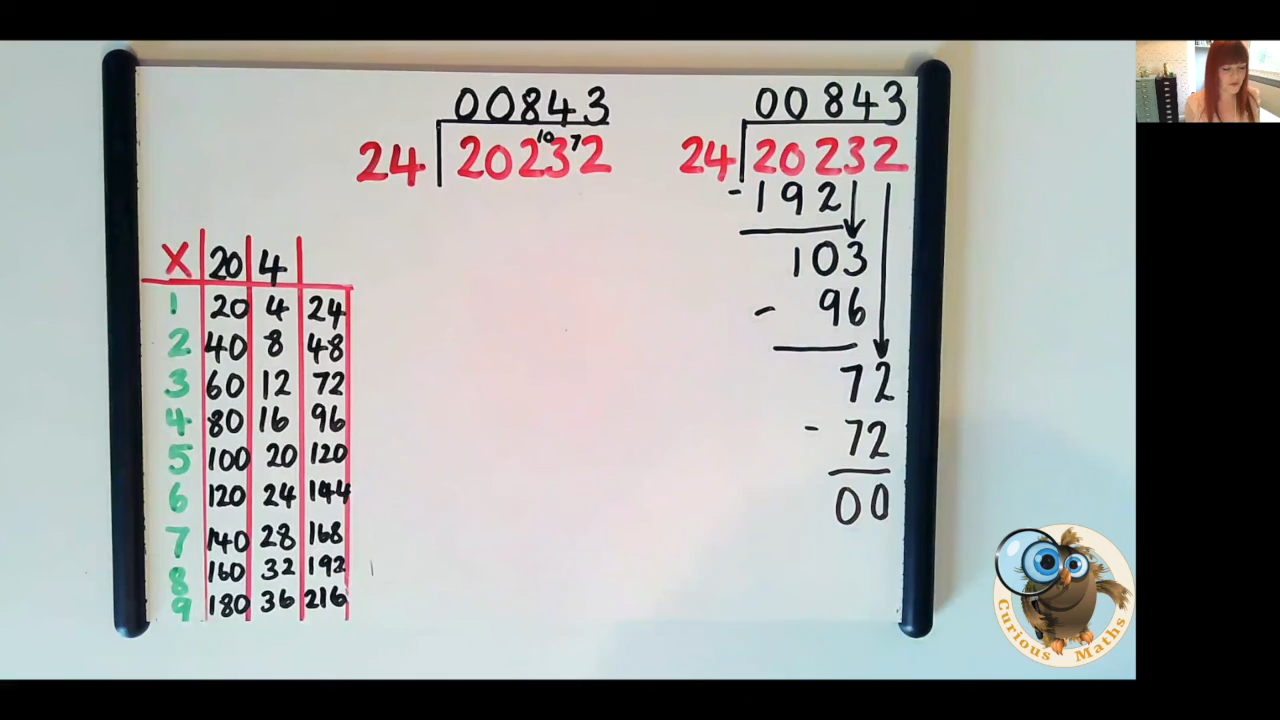 00843
10 7
24 20232
00843
24 20232
- 192
103
- 96
72
- 72
00
X 20 4
1 20 4 24
2 40 8 48
3 60 12 72
4 80 16 96
5 100 20 120
6 120 24 144
7 140 28 168
8 160 32 192
9 180 36 216
Curious Maths